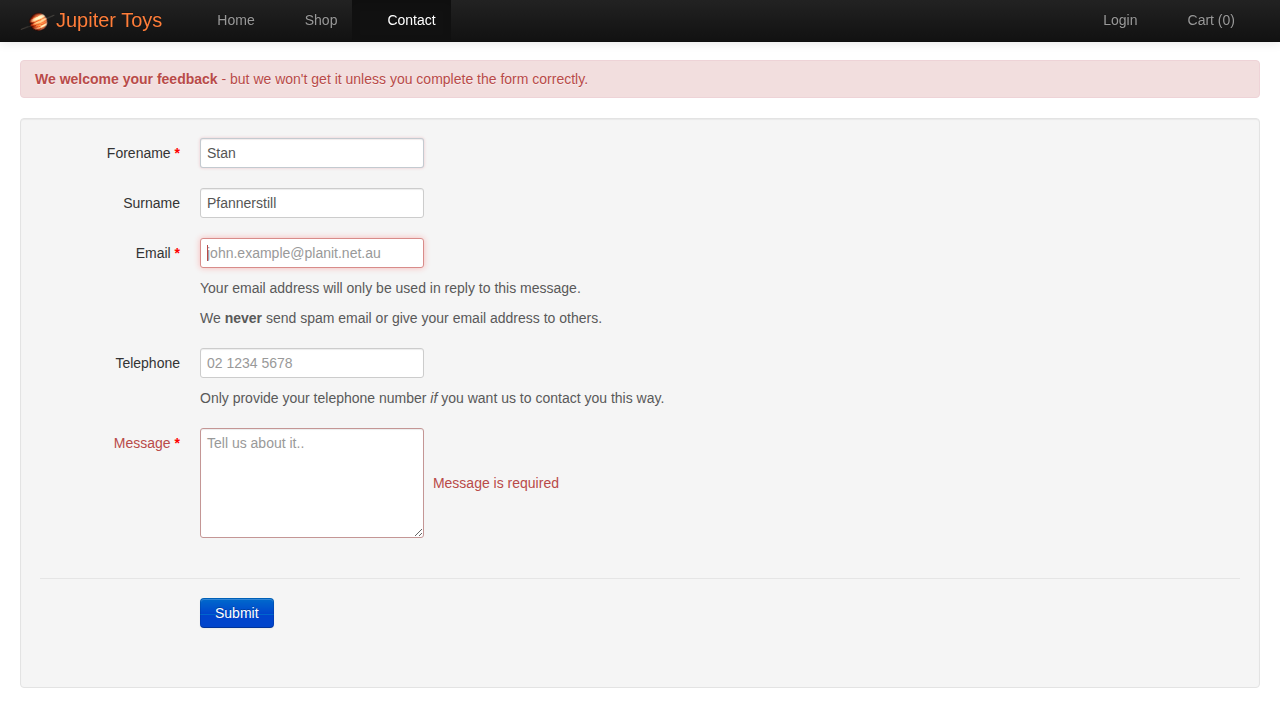 Jupiter Toys Home Shop Contact Login Cart (0)
We welcome your feedback - but we won't get it unless you complete the form correctly.
Forename * Stan
Surname Pfannerstill
Email * john.example@planit.net.au
Your email address will only be used in reply to this message.
We never send spam email or give your email address to others.
Telephone 02 1234 5678
Only provide your telephone number if you want us to contact you this way.
Message * Tell us about it..
Message is required
Submit